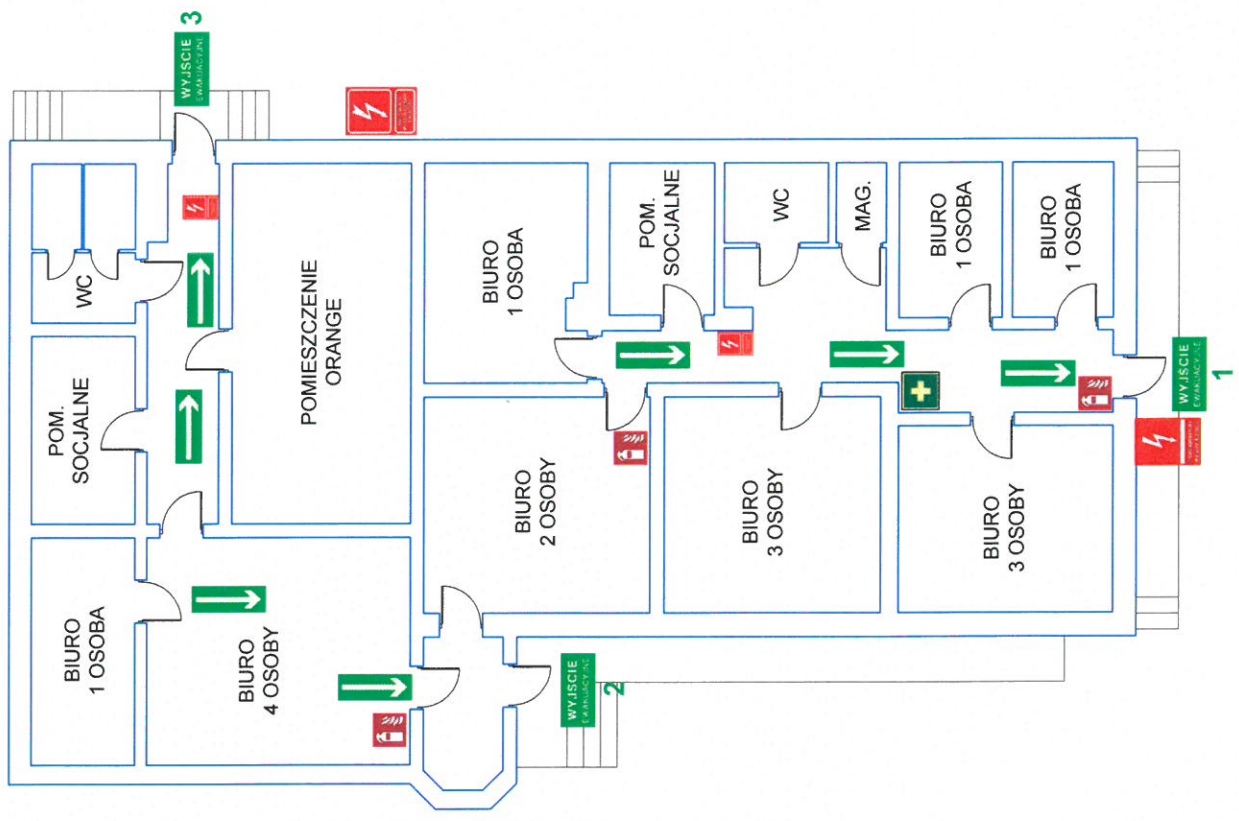 3
WYJŚCIE
EWAKUACYJNE
WC
POM.
SOCJALNE
BIURO
1 OSOBA
BIURO
4 OSOBY
POMIESZCZENIE
ORANGE
BIURO
1 OSOBA
POM.
SOCJALNE
WC
MAG.
BIURO
1 OSOBA
BIURO
1 OSOBA
BIURO
2 OSOBY
BIURO
3 OSOBY
BIURO
3 OSOBY
WYJŚCIE
EWAKUACYJNE
2
WYJŚCIE
EWAKUACYJNE
1